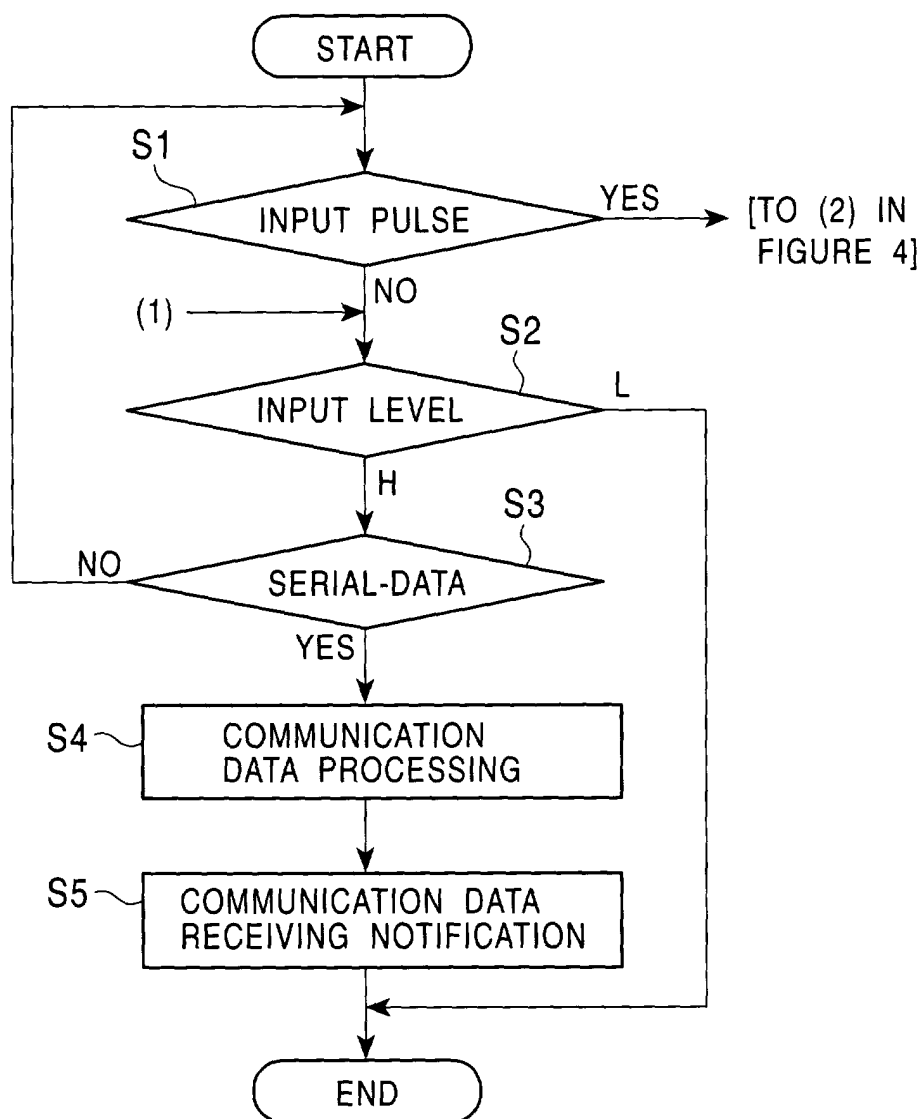 START
S1
INPUT PULSE
YES
[TO (2) IN
FIGURE 4]
NO
(1)
S2
INPUT LEVEL
L
H
S3
NO
SERIAL-DATA
YES
S4
COMMUNICATION
DATA PROCESSING
S5
COMMUNICATION DATA
RECEIVING NOTIFICATION
END